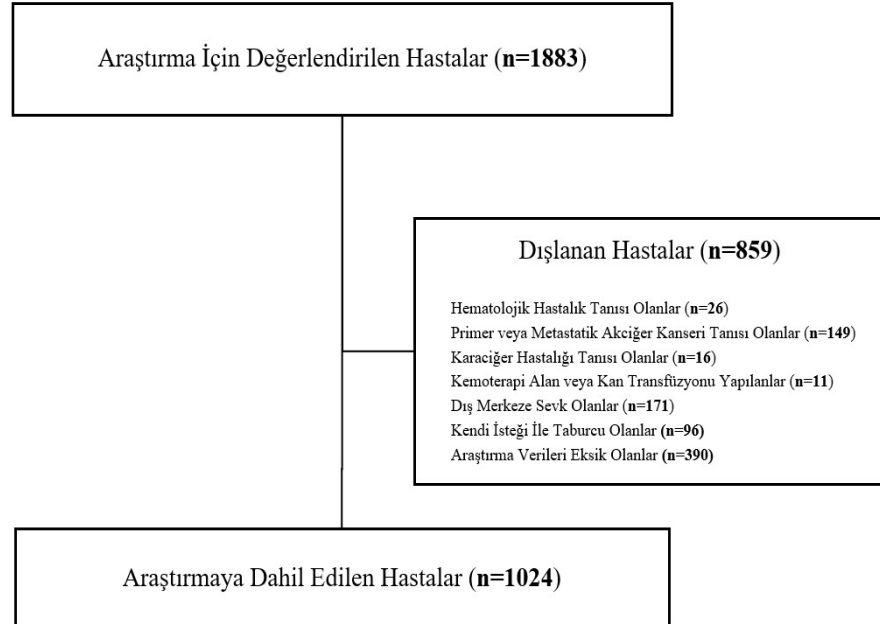 Araştırma İçin Değerlendirilen Hastalar (n=1883)
Dışlanan Hastalar (n=859)
Hematolojik Hastalık Tanısı Olanlar (n=26)
Primer veya Metastatik Akciğer Kanseri Tanısı Olanlar (n=149)
Karaciğer Hastalığı Tanısı Olanlar (n=16)
Kemoterapi Alan veya Kan Transfüzyonu Yapılanlar (n=11)
Dış Merkeze Sevk Olanlar (n=171)
Kendi İsteği İle Taburcu Olanlar (n=96)
Araştırma Verileri Eksik Olanlar (n=390)
Araştırmaya Dahil Edilen Hastalar (n=1024)